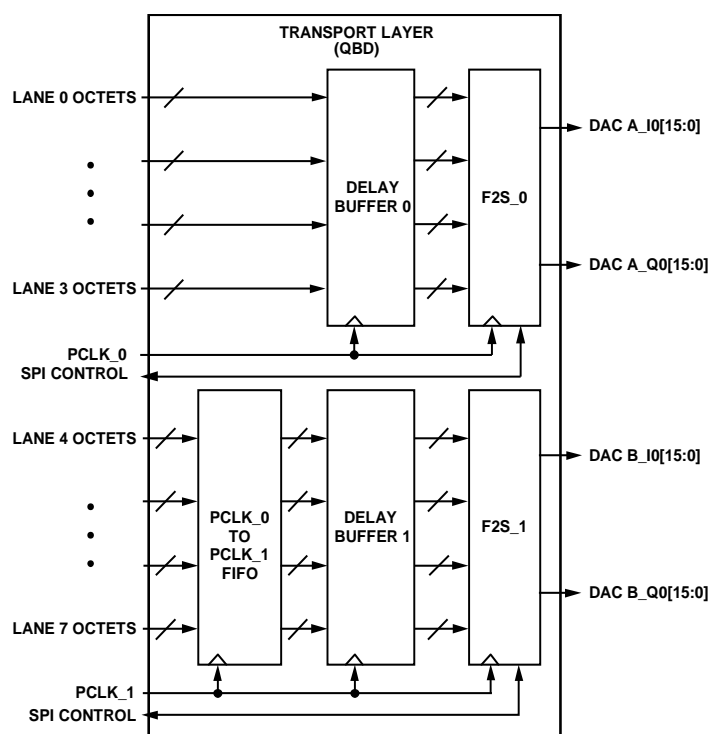 TRANSPORT LAYER
(QBD)
LANE 0 OCTETS
DAC A_I0[15:0]
DELAY
BUFFER 0
F2S_0
DAC A_Q0[15:0]
LANE 3 OCTETS
PCLK_0
SPI CONTROL
LANE 4 OCTETS
DAC B_I0[15:0]
PCLK_0
TO
PCLK_1
FIFO
DELAY
BUFFER 1
F2S_1
DAC B_Q0[15:0]
LANE 7 OCTETS
PCLK_1
SPI CONTROL